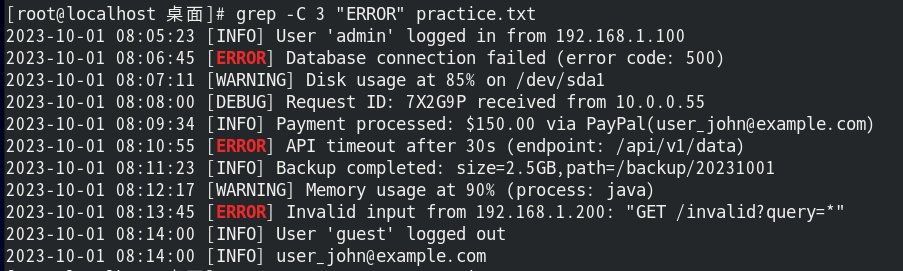 [root@localhost 桌面]# grep -C 3 "ERROR" practice.txt
2023-10-01 08:05:23 [INFO] User 'admin' logged in from 192.168.1.100
2023-10-01 08:06:45 [ERROR] Database connection failed (error code: 500)
2023-10-01 08:07:11 [WARNING] Disk usage at 85% on /dev/sda1
2023-10-01 08:08:00 [DEBUG] Request ID: 7X2G9P received from 10.0.0.55
2023-10-01 08:09:34 [INFO] Payment processed: $150.00 via PayPal(user_john@example.com)
2023-10-01 08:10:55 [ERROR] API timeout after 30s (endpoint: /api/v1/data)
2023-10-01 08:11:23 [INFO] Backup completed: size=2.5GB,path=/backup/20231001
2023-10-01 08:12:17 [WARNING] Memory usage at 90% (process: java)
2023-10-01 08:13:45 [ERROR] Invalid input from 192.168.1.200: "GET /invalid?query=*"
2023-10-01 08:14:00 [INFO] User 'guest' logged out
2023-10-01 08:14:00 [INFO] user_john@example.com